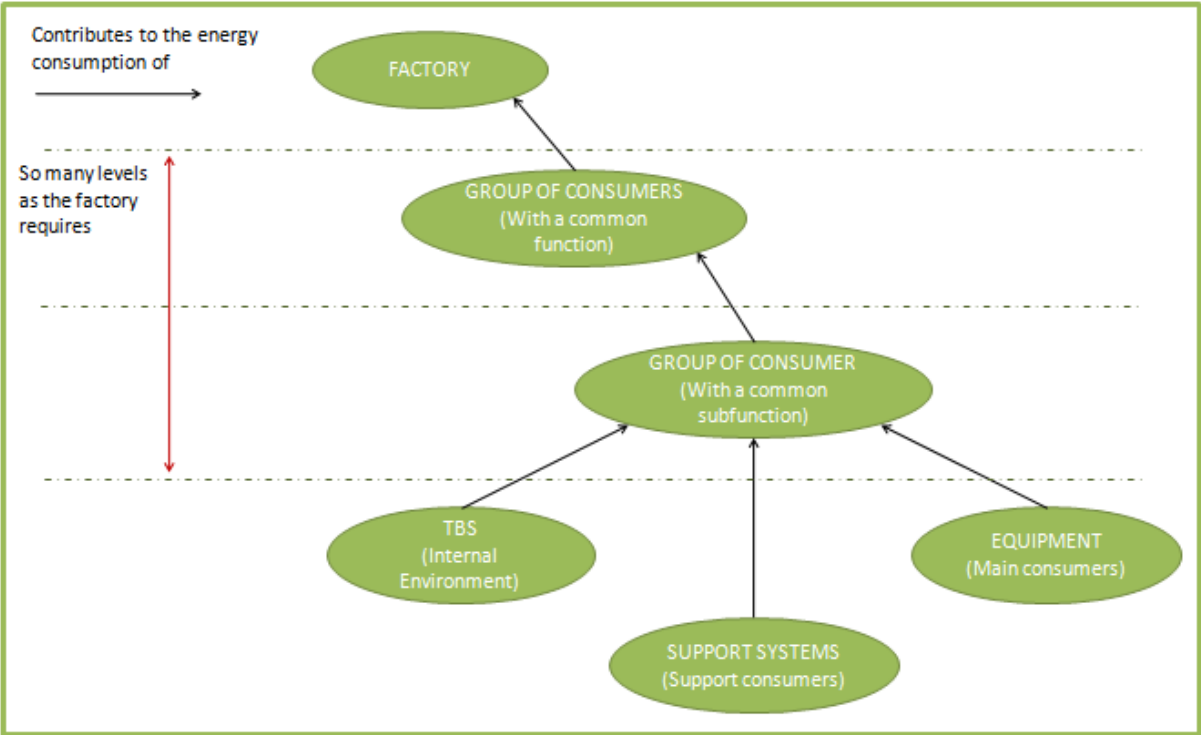 Contributes to the energy
consumption of
FACTORY
So many levels
as the factory
requires
GROUP OF CONSUMERS
(With a common
function)
GROUP OF CONSUMER
(With a common
subfunction)
TBS
(Internal
Environment)
EQUIPMENT
(Main consumers)
SUPPORT SYSTEMS
(Support consumers)